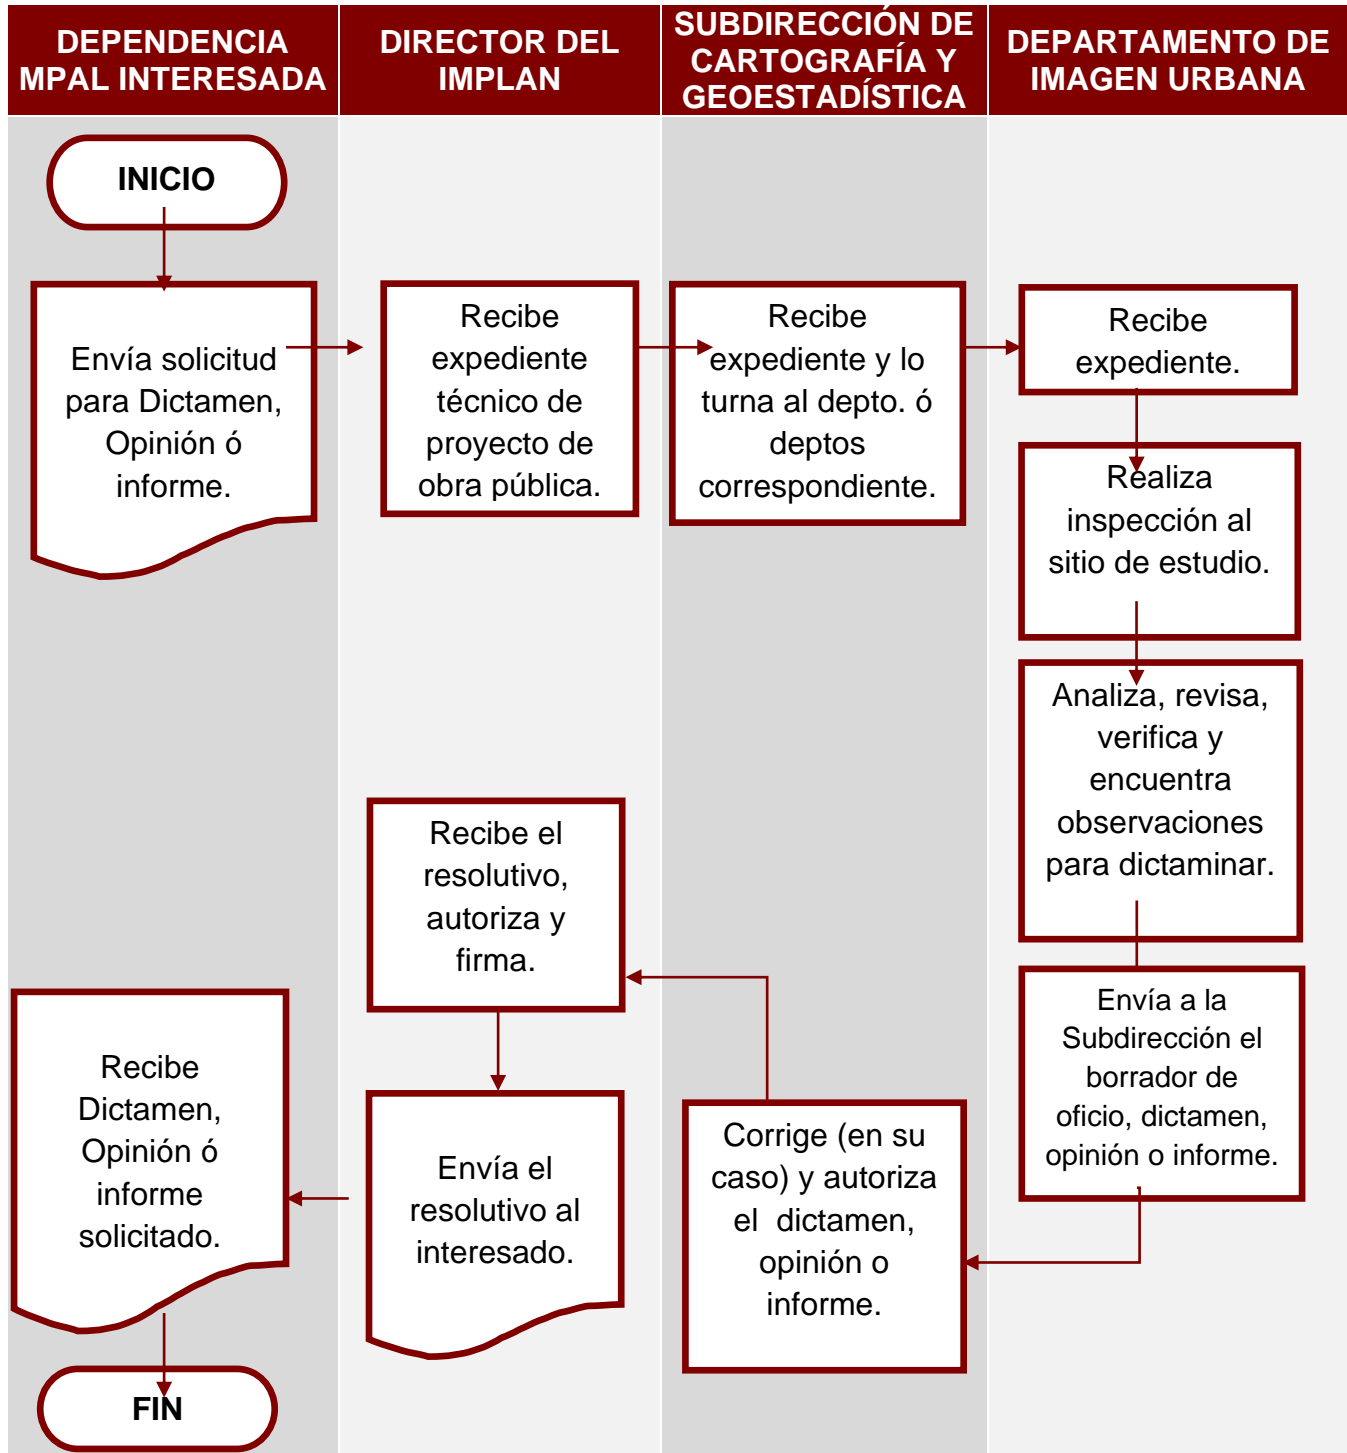 DEPENDENCIA
MPAL INTERESADA
DIRECTOR DEL
IMPLAN
SUBDIRECCIÓN DE
CARTOGRAFÍA Y
GEOESTADÍSTICA
DEPARTAMENTO DE
IMAGEN URBANA
INICIO
Envía solicitud
para Dictamen,
Opinión ó
informe.
Recibe
expediente
técnico de
proyecto de
obra pública.
Recibe
expediente y lo
turna al depto. ó
deptos
correspondiente.
Recibe
expediente.
Realiza
inspección al
sitio de estudio.
Analiza, revisa,
verifica y
encuentra
observaciones
para dictaminar.
Envía a la
Subdirección el
borrador de
oficio, dictamen,
opinión o informe.
Corrige (en su
caso) y autoriza
el  dictamen,
opinión o
informe.
Recibe el
resolutivo,
autoriza y
firma.
Envía el
resolutivo al
interesado.
Recibe
Dictamen,
Opinión ó
informe
solicitado.
FIN